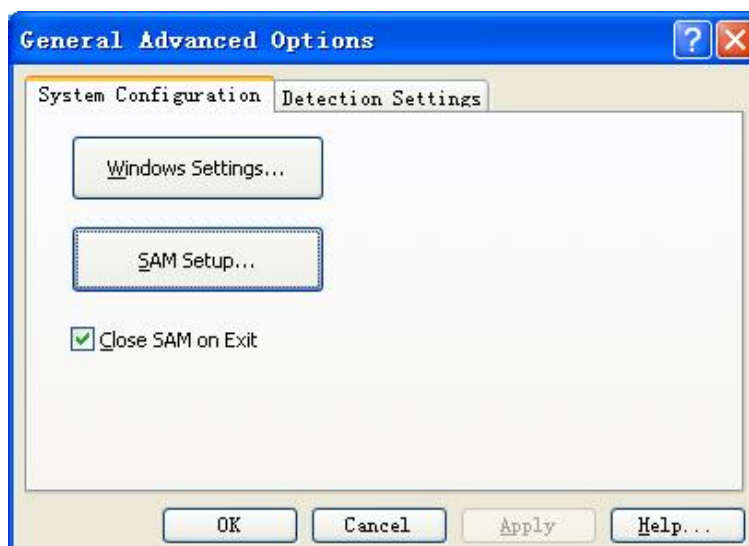 General Advanced Options
System Configuration
Detection Settings
Windows Settings...
SAM Setup...
Close SAM on Exit
OK
Cancel
Apply
Help...